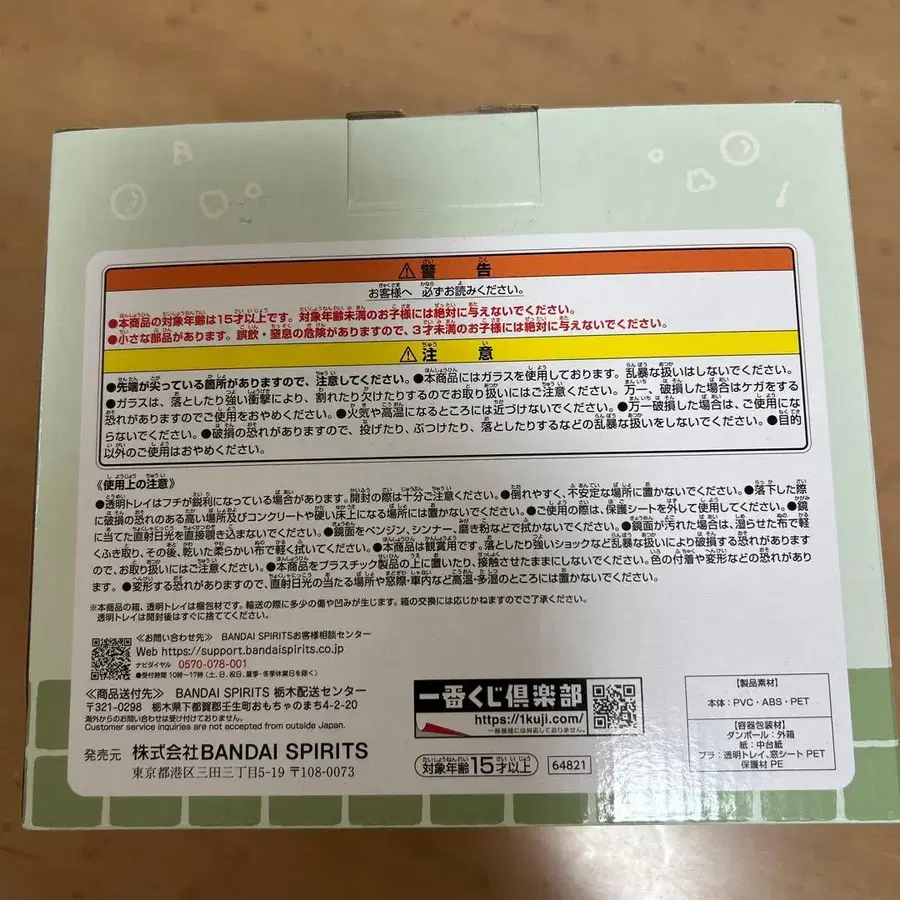 ⚠警告
お客様へ 必ずお読みください。
●本商品の対象年齢は15才以上です。対象年齢未満のお子様には絶対に与えないでください。
●小さな部品があります。誤飲・窒息の危険がありますので、3才未満のお子様には絶対に与えないでください。
⚠注意
●先端が尖っている箇所がありますので、注意してください。●本商品にはガラスを使用しております。乱暴な扱いはしないでください。
●ガラスは、落としたり強い衝撃により、割れたり欠けたりするのでお取り扱いにはご注意ください。万一、破損した場合はケガをする
恐れがありますのでご使用をおやめください。●火気や高温になるところには近づけないでください。●万一破損した場合は、ご使用にな
らないでください。●破損の恐れがありますので、投げたり、ぶつけたり、落としたりするなどの乱暴な扱いをしないでください。●目的
以外のご使用はおやめください。
《使用上の注意》
●透明トレイはフチが鋭利になっている場合があります。開封の際は十分ご注意ください。●倒れやすく、不安定な場所に置かないでください。●落下した際
に破損の恐れのある高い場所及びコンクリートや硬い床上になる場所には置かないでください。●ご使用の際は、保護シートを外して使用してください。●鏡
に当てた直射日光を直接覗き込まないでください。●鏡面をベンジン、シンナー、磨き粉などで拭かないでください。●鏡面が汚れた場合は、湿らせた布で軽
くふき取り、その後、乾いた柔らかい布で軽く拭いてください。●本商品は観賞用です。落としたり強いショックなど乱暴な扱いにより破損する恐れがありますの
で、お取り扱いにはご注意ください。●本商品をプラスチック製品の上に置いたり、接触させたままにしないでください。色の付着や変形などの恐れがあり
ます。●変形する恐れがありますので、直射日光の当たる場所や窓際・車内など高温・多湿のところには置かないでください。
※本商品の箱、透明トレイは梱包材です。輸送の際に多少の傷や凹みが生じます。箱の交換には応じかねますのでご了承ください。
透明トレイは開封後はすぐに捨ててください。
《お問い合わせ先》 BANDAI SPIRITSお客様相談センター
Web https://support.bandaispirits.co.jp
ナビダイヤル 0570-078-001
●受付時間 10時〜17時(土、日、祝日、夏季・冬季休業日を除く)
《商品送付先》 BANDAI SPIRITS 栃木配送センター
〒321-0298 栃木県下都賀郡壬生町おもちゃのまち4-2-20
海外からのお問い合わせは受け付けておりません。
Customer service inquiries are not accepted from outside Japan.
発売元 株式会社BANDAI SPIRITS
東京都港区三田三丁目5-19 〒108-0073
一番くじ倶楽部
https://1kuji.com/
一部機種には対応しておりません。
対象年齢15才以上
64821
【製品素材】
本体:PVC・ABS・PET
【容器包装材】
ダンボール:外箱
紙:中台紙
プラ:透明トレイ、窓シート PET
保護材 PE